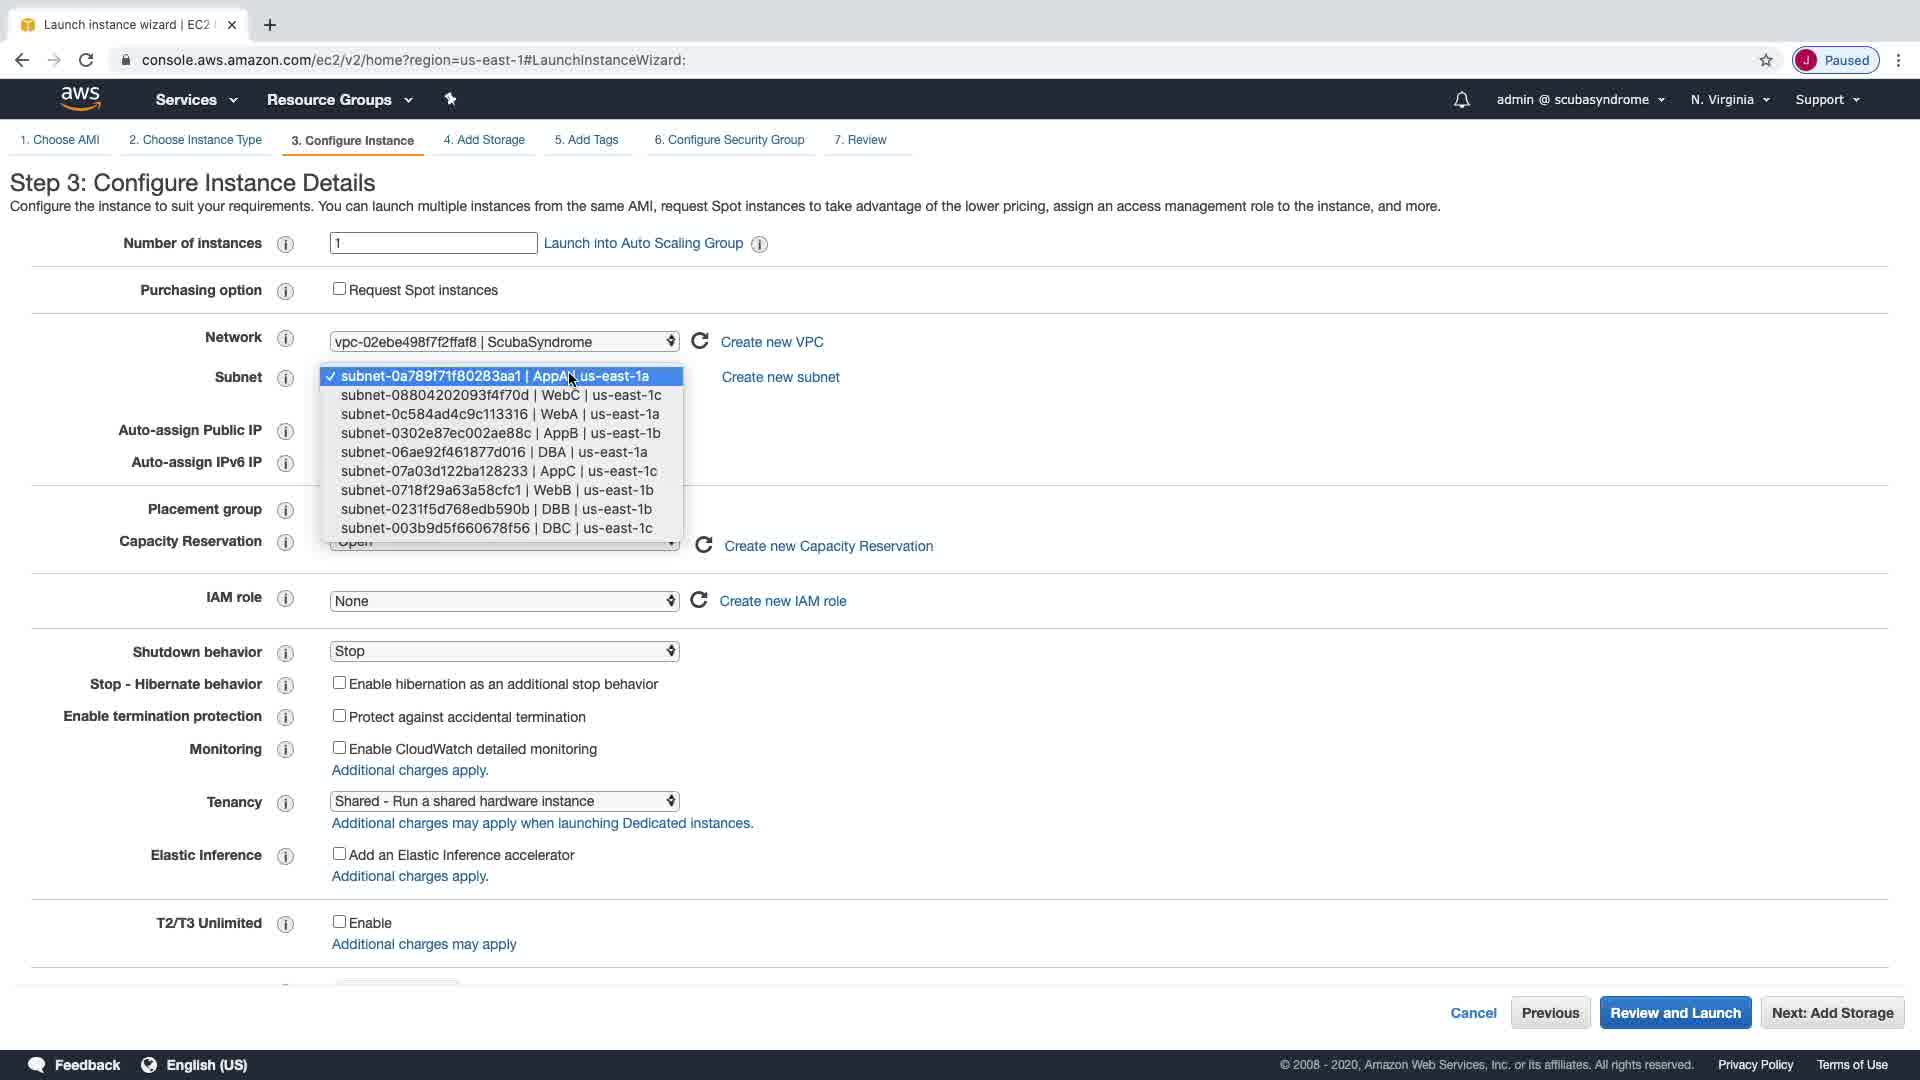 Launch instance wizard | EC2
console.aws.amazon.com/ec2/v2/home?region=us-east-1#LaunchInstanceWizard:
J Paused
aws Services Resource Groups admin @ scubasyndrome N. Virginia Support
1. Choose AMI 2. Choose Instance Type 3. Configure Instance 4. Add Storage 5. Add Tags 6. Configure Security Group 7. Review
Step 3: Configure Instance Details
Configure the instance to suit your requirements. You can launch multiple instances from the same AMI, request Spot instances to take advantage of the lower pricing, assign an access management role to the instance, and more.
Number of instances i 1 Launch into Auto Scaling Group i
Purchasing option i Request Spot instances
Network i vpc-02ebe498f7f2ffaf8 | ScubaSyndrome Create new VPC
Subnet i ✓ subnet-0a789f71f80283aa1 | AppA | us-east-1a Create new subnet
subnet-08804202093f4f70d | WebC | us-east-1c
subnet-0c584ad4c9c113316 | WebA | us-east-1a
Auto-assign Public IP i subnet-0302e87ec002ae88c | AppB | us-east-1b
subnet-06ae92f461877d016 | DBA | us-east-1a
Auto-assign IPv6 IP i subnet-07a03d122ba128233 | AppC | us-east-1c
subnet-0718f29a63a58cfc1 | WebB | us-east-1b
Placement group i subnet-0231f5d768edb590b | DBB | us-east-1b
subnet-003b9d5f660678f56 | DBC | us-east-1c
Capacity Reservation i Open Create new Capacity Reservation
IAM role i None Create new IAM role
Shutdown behavior i Stop
Stop - Hibernate behavior i Enable hibernation as an additional stop behavior
Enable termination protection i Protect against accidental termination
Monitoring i Enable CloudWatch detailed monitoring
Additional charges apply.
Tenancy i Shared - Run a shared hardware instance
Additional charges may apply when launching Dedicated instances.
Elastic Inference i Add an Elastic Inference accelerator
Additional charges apply.
T2/T3 Unlimited i Enable
Additional charges may apply
Cancel Previous Review and Launch Next: Add Storage
Feedback English (US) © 2008 - 2020, Amazon Web Services, Inc. or its affiliates. All rights reserved. Privacy Policy Terms of Use